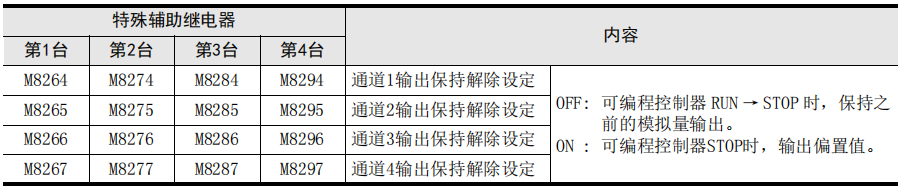 特殊辅助继电器
内容
第1台 第2台 第3台 第4台
M8264 M8274 M8284 M8294 通道1输出保持解除设定
M8265 M8275 M8285 M8295 通道2输出保持解除设定
M8266 M8276 M8286 M8296 通道3输出保持解除设定
M8267 M8277 M8287 M8297 通道4输出保持解除设定
OFF: 可编程控制器 RUN → STOP 时，保持之
前的模拟量输出。
ON : 可编程控制器STOP时，输出偏置值。